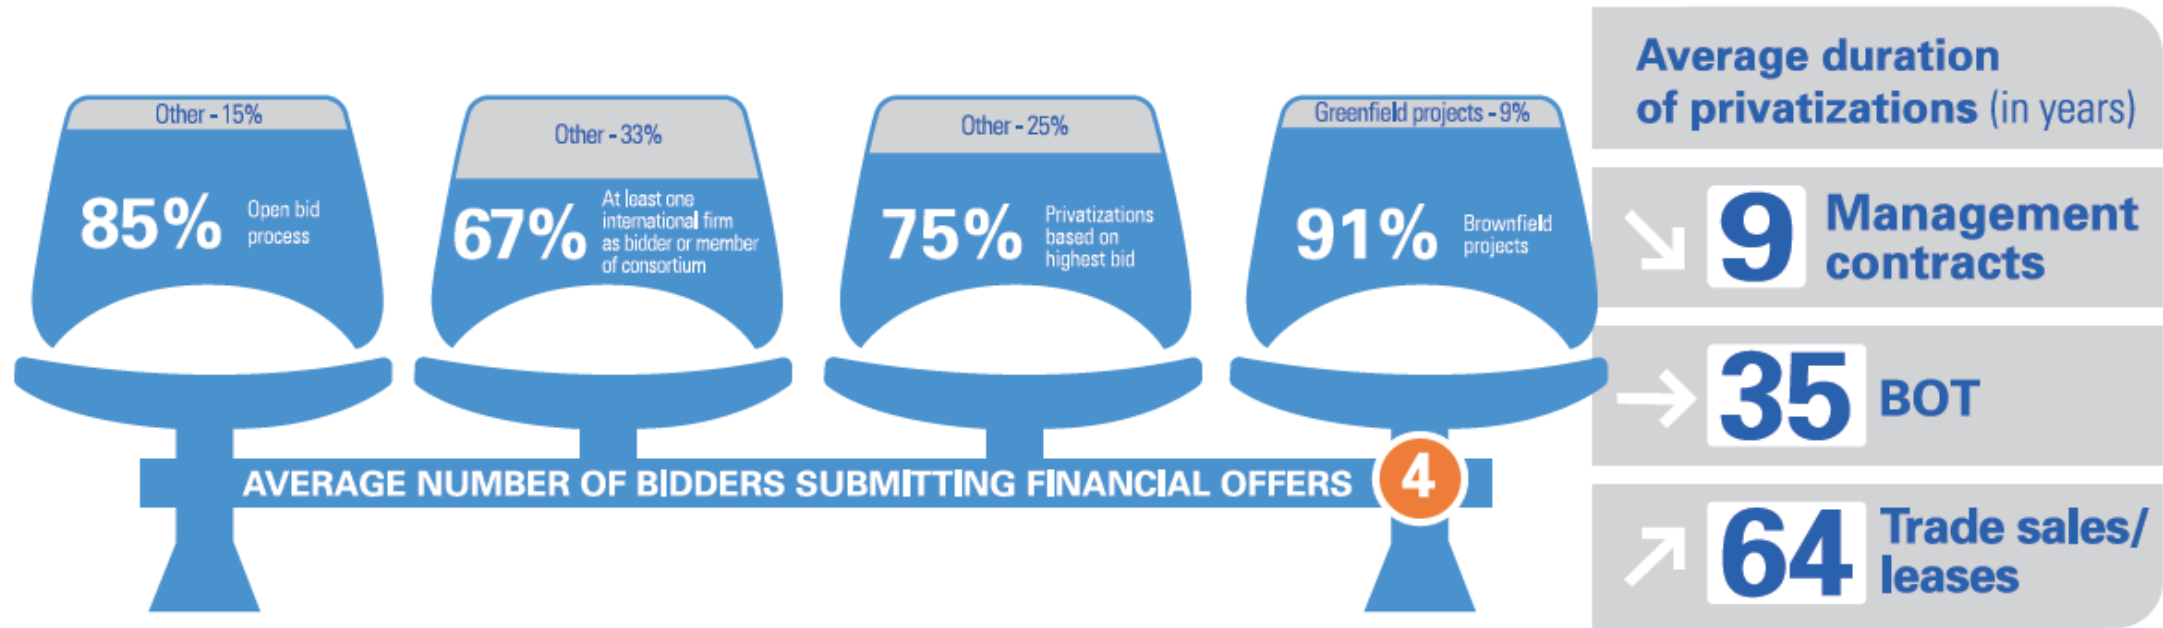 Other - 15%
85%
Open bid
process
Other - 33%
67%
At least one
international firm
as bidder or member
of consortium
Other - 25%
75%
Privatizations
based on
highest bid
Greenfield projects - 9%
91%
Brownfield
projects
AVERAGE NUMBER OF BIDDERS SUBMITTING FINANCIAL OFFERS
4
Average duration
of privatizations (in years)
9
Management
contracts
35
BOT
64
Trade sales/
leases